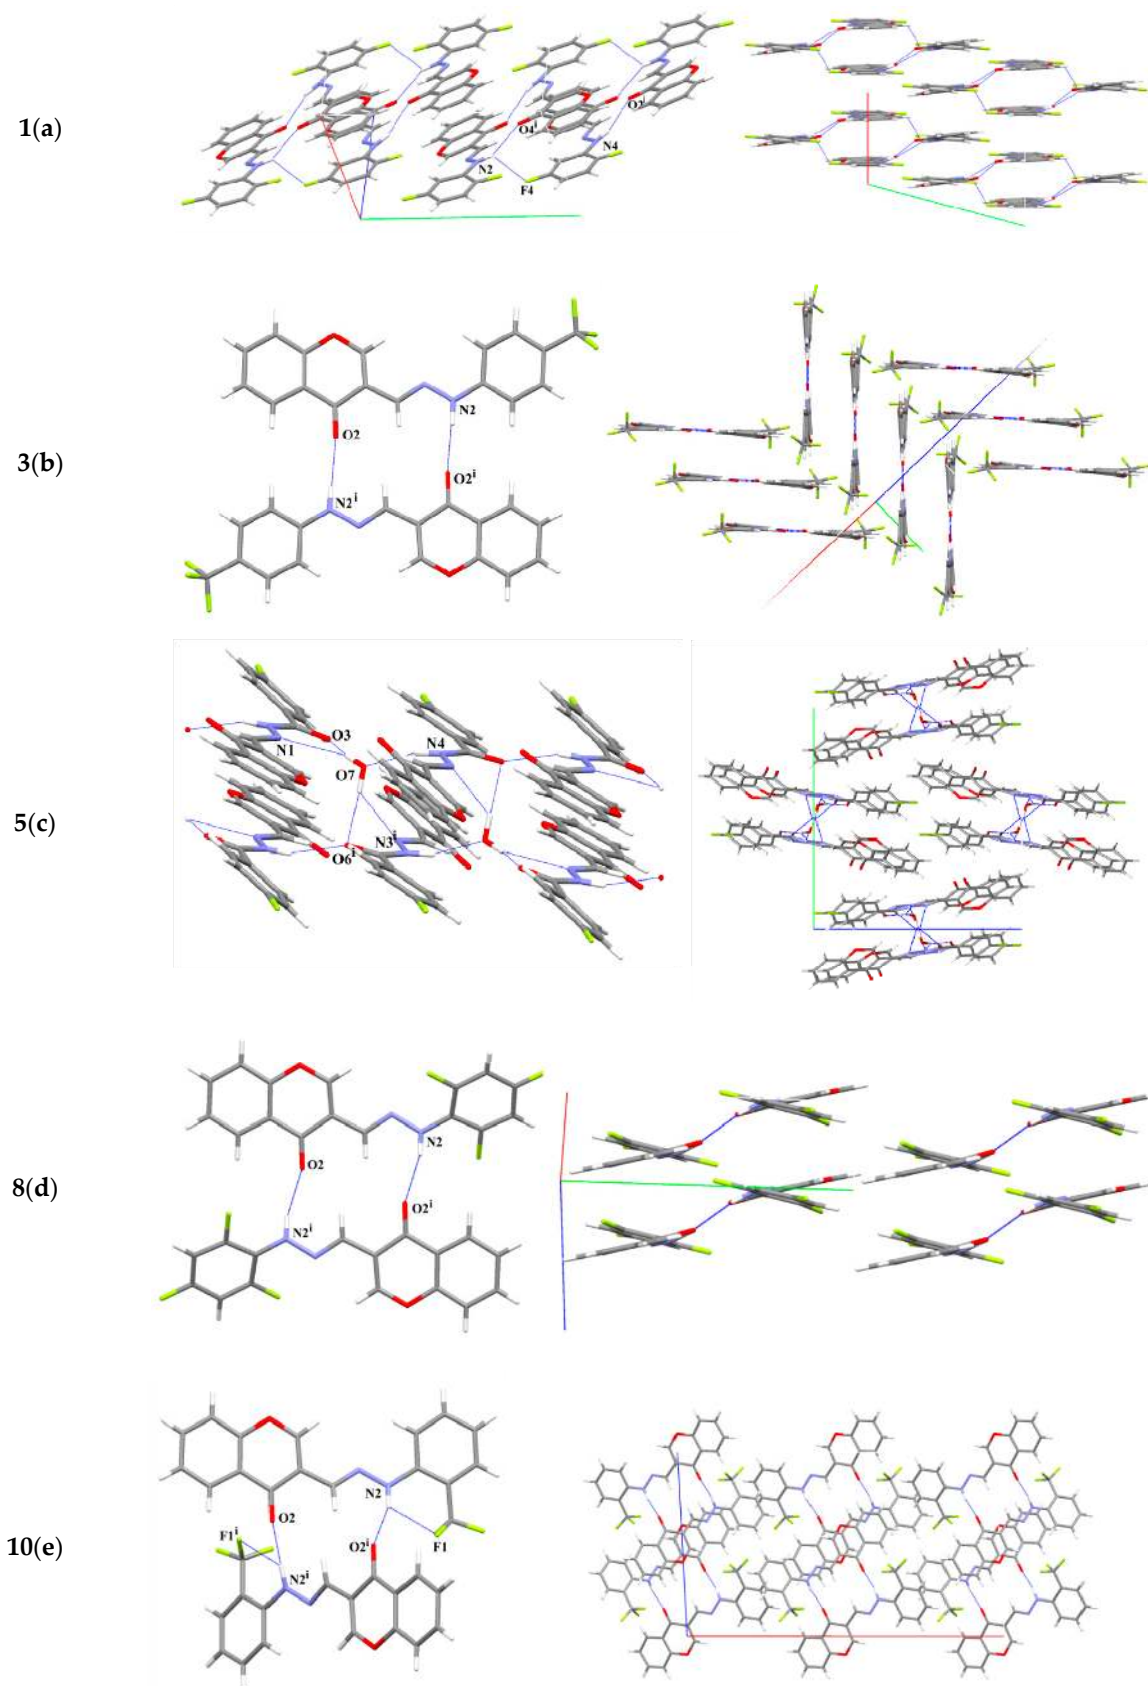 1(a)
O2ⁱ
O4ⁱ
N4
N2
F4
3(b)
N2
O2
O2ⁱ
N2ⁱ
5(c)
O3
N1
N4
O7
O6ⁱ
N3ⁱ
8(d)
N2
O2
O2ⁱ
N2ⁱ
10(e)
N2
O2
F1ⁱ
O2ⁱ
F1
N2ⁱ